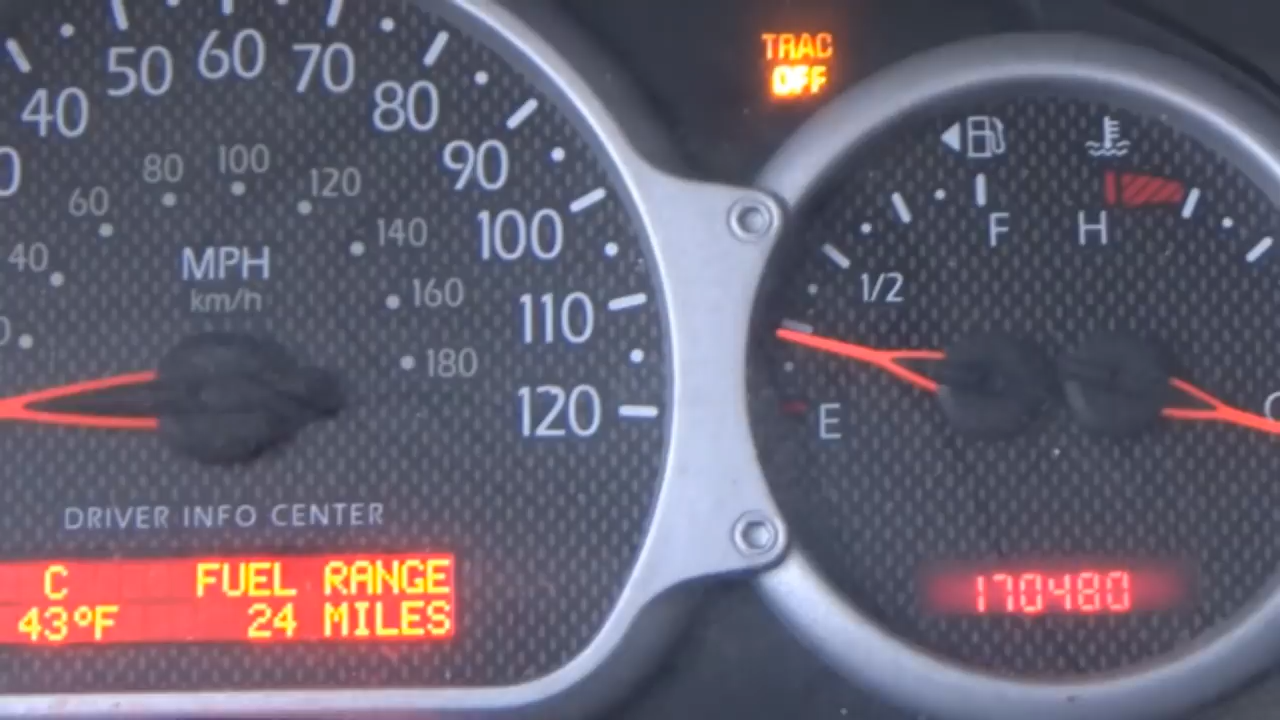 TRAC
OFF
40
50
60
70
80
90
100
110
120
0
40
60
80
100
120
140
160
180
MPH
km/h
DRIVER INFO CENTER
C FUEL RANGE
43°F 24 MILES
F H
1/2
E
170480